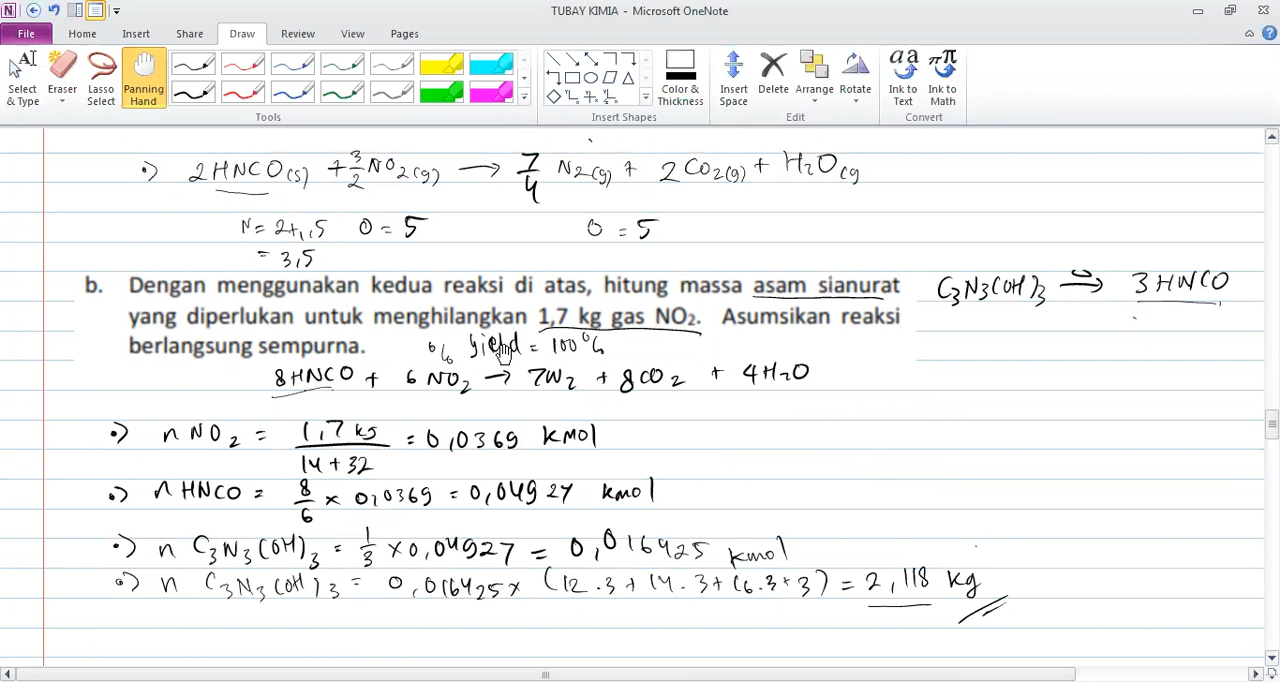 TUBAY KIMIA - Microsoft OneNote
File Home Insert Share Draw Review View Pages
Select & Type Eraser Lasso Select Panning Hand Color & Thickness Insert Space Delete Arrange Rotate Ink to Text Ink to Math
Tools Insert Shapes Edit Convert
•) 2HNCO(s) + 3/2 NO2(g) → 7/4 N2(g) + 2CO2(g) + H2O(g
N = 2+1,5 O = 5 O = 5
= 3,5
b. Dengan menggunakan kedua reaksi di atas, hitung massa asam sianurat
C3N3(OH)3 → 3HNCO
yang diperlukan untuk menghilangkan 1,7 kg gas NO2. Asumsikan reaksi
berlangsung sempurna. % yield = 100%
8HNCO + 6NO2 → 7N2 + 8CO2 + 4H2O
•) n NO2 = 1,7 kg / 14+32 = 0,0369 kmol
•) n HNCO = 8/6 x 0,0369 = 0,04927 kmol
•) n C3N3(OH)3 = 1/3 x 0,04927 = 0,016425 kmol
•) n C3N3(OH)3 = 0,016425 x (12.3+14.3+16.3+3) = 2,118 kg